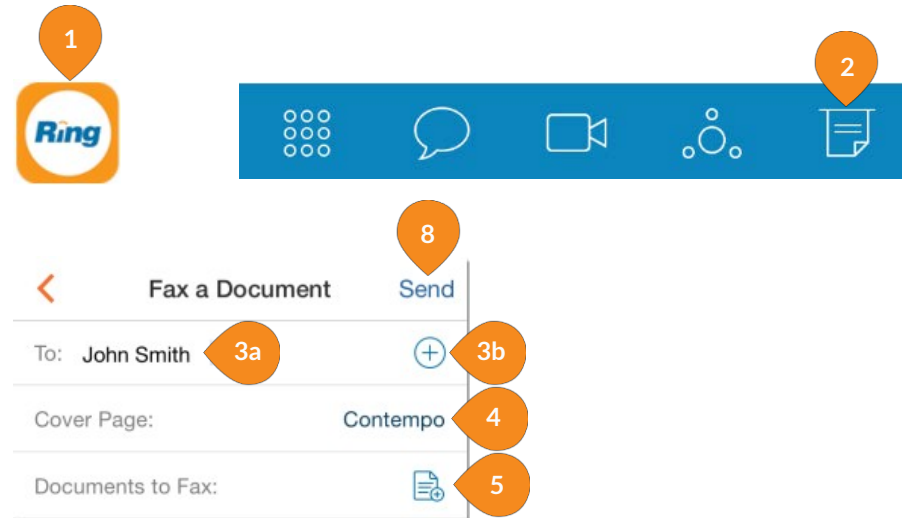 1
2
Ring
8
Fax a Document Send
To: John Smith 3a 3b
Cover Page: Contempo 4
Documents to Fax: 5